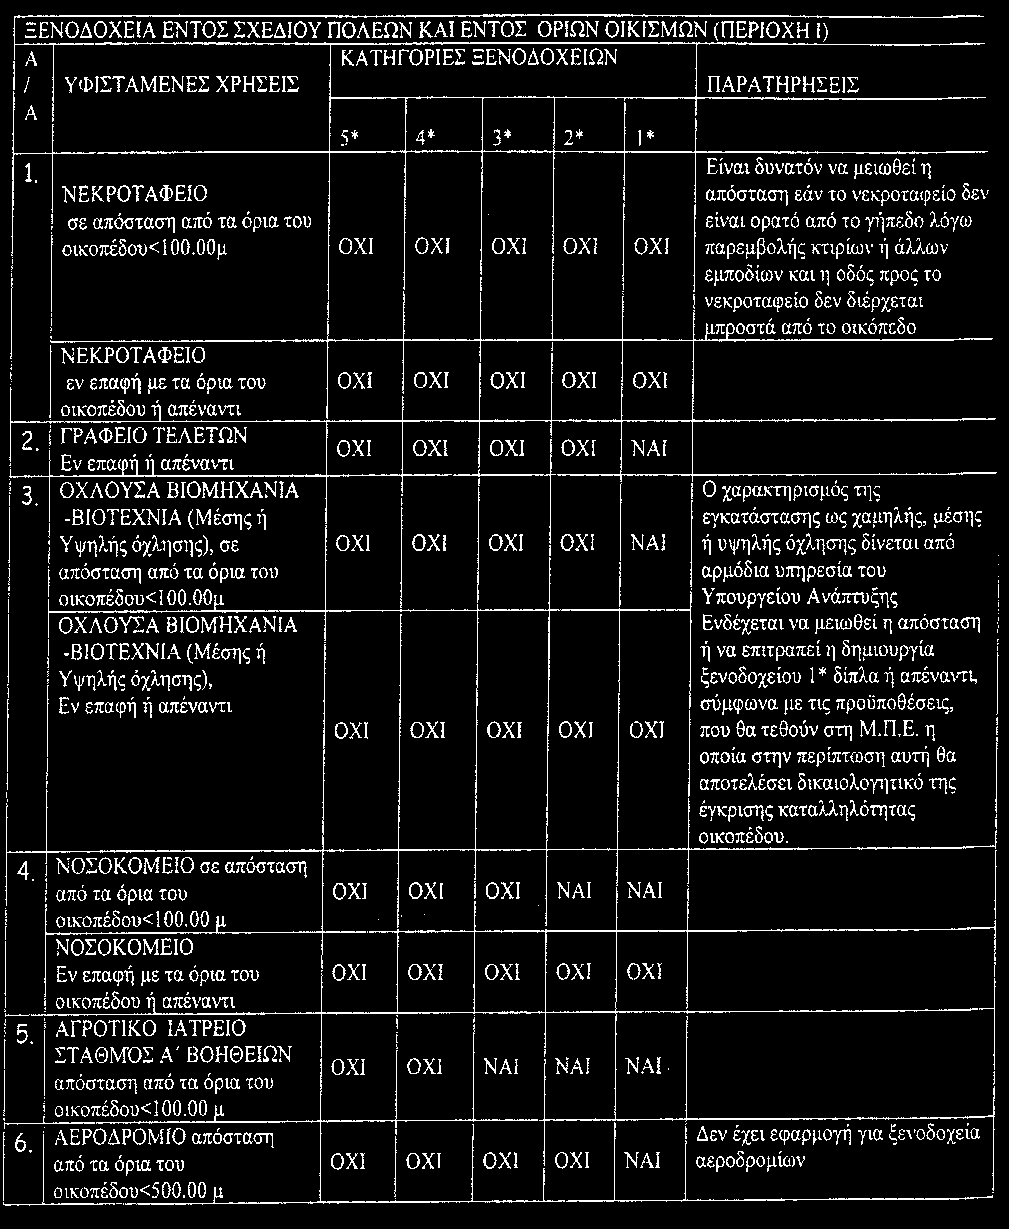 ΞΕΝΟΔΟΧΕΙΑ ΕΝΤΟΣ ΣΧΕΔΙΟΥ ΠΟΛΕΩΝ ΚΑΙ ΕΝΤΟΣ ΟΡΙΩΝ ΟΙΚΙΣΜΩΝ (ΠΕΡΙΟΧΗ Ι)
Α
/
Α
ΥΦΙΣΤΑΜΕΝΕΣ ΧΡΗΣΕΙΣ
ΚΑΤΗΓΟΡΙΕΣ ΞΕΝΟΔΟΧΕΙΩΝ
ΠΑΡΑΤΗΡΗΣΕΙΣ
5* 4* 3* 2* 1*
1.
ΝΕΚΡΟΤΑΦΕΙΟ
σε απόσταση από τα όρια του
οικοπέδου<100.00μ
ΟΧΙ ΟΧΙ ΟΧΙ ΟΧΙ ΟΧΙ
Είναι δυνατόν να μειωθεί η
απόσταση εάν το νεκροταφείο δεν
είναι ορατό από το γήπεδο λόγω
παρεμβολής κτιρίων ή άλλων
εμποδίων και η οδός προς το
νεκροταφείο δεν διέρχεται
μπροστά από το οικόπεδο
ΝΕΚΡΟΤΑΦΕΙΟ
εν επαφή με τα όρια του
οικοπέδου ή απέναντι
ΟΧΙ ΟΧΙ ΟΧΙ ΟΧΙ ΟΧΙ
2.
ΓΡΑΦΕΙΟ ΤΕΛΕΤΩΝ
Εν επαφή ή απέναντι
ΟΧΙ ΟΧΙ ΟΧΙ ΟΧΙ ΝΑΙ
3.
ΟΧΛΟΥΣΑ ΒΙΟΜΗΧΑΝΙΑ
-ΒΙΟΤΕΧΝΙΑ (Μέσης ή
Υψηλής όχλησης), σε
απόσταση από τα όρια του
οικοπέδου<100.00μ
ΟΧΙ ΟΧΙ ΟΧΙ ΟΧΙ ΝΑΙ
Ο χαρακτηρισμός της
εγκατάστασης ως χαμηλής, μέσης
ή υψηλής όχλησης δίνεται από
αρμόδια υπηρεσία του
Υπουργείου Ανάπτυξης
Ενδέχεται να μειωθεί η απόσταση
ή να επιτραπεί η δημιουργία
ξενοδοχείου 1* δίπλα ή απέναντι,
σύμφωνα με τις προϋποθέσεις,
που θα τεθούν στη Μ.Π.Ε. η
οποία στην περίπτωση αυτή θα
αποτελέσει δικαιολογητικό της
έγκρισης καταλληλότητας
οικοπέδου.
ΟΧΛΟΥΣΑ ΒΙΟΜΗΧΑΝΙΑ
-ΒΙΟΤΕΧΝΙΑ (Μέσης ή
Υψηλής όχλησης),
Εν επαφή ή απέναντι
ΟΧΙ ΟΧΙ ΟΧΙ ΟΧΙ ΟΧΙ
4.
ΝΟΣΟΚΟΜΕΙΟ σε απόσταση
από τα όρια του
οικοπέδου<100.00 μ
ΟΧΙ ΟΧΙ ΟΧΙ ΝΑΙ ΝΑΙ
ΝΟΣΟΚΟΜΕΙΟ
Εν επαφή με τα όρια του
οικοπέδου ή απέναντι
ΟΧΙ ΟΧΙ ΟΧΙ ΟΧΙ ΟΧΙ
5.
ΑΓΡΟΤΙΚΟ ΙΑΤΡΕΙΟ
ΣΤΑΘΜΌΣ Α΄ ΒΟΗΘΕΙΩΝ
απόσταση από τα όρια του
οικοπέδου<100.00 μ
ΟΧΙ ΟΧΙ ΝΑΙ ΝΑΙ ΝΑΙ
6.
ΑΕΡΟΔΡΟΜΙΟ απόσταση
από τα όρια του
οικοπέδου<500.00 μ
ΟΧΙ ΟΧΙ ΟΧΙ ΟΧΙ ΝΑΙ
Δεν έχει εφαρμογή για ξενοδοχεία
αεροδρομίων